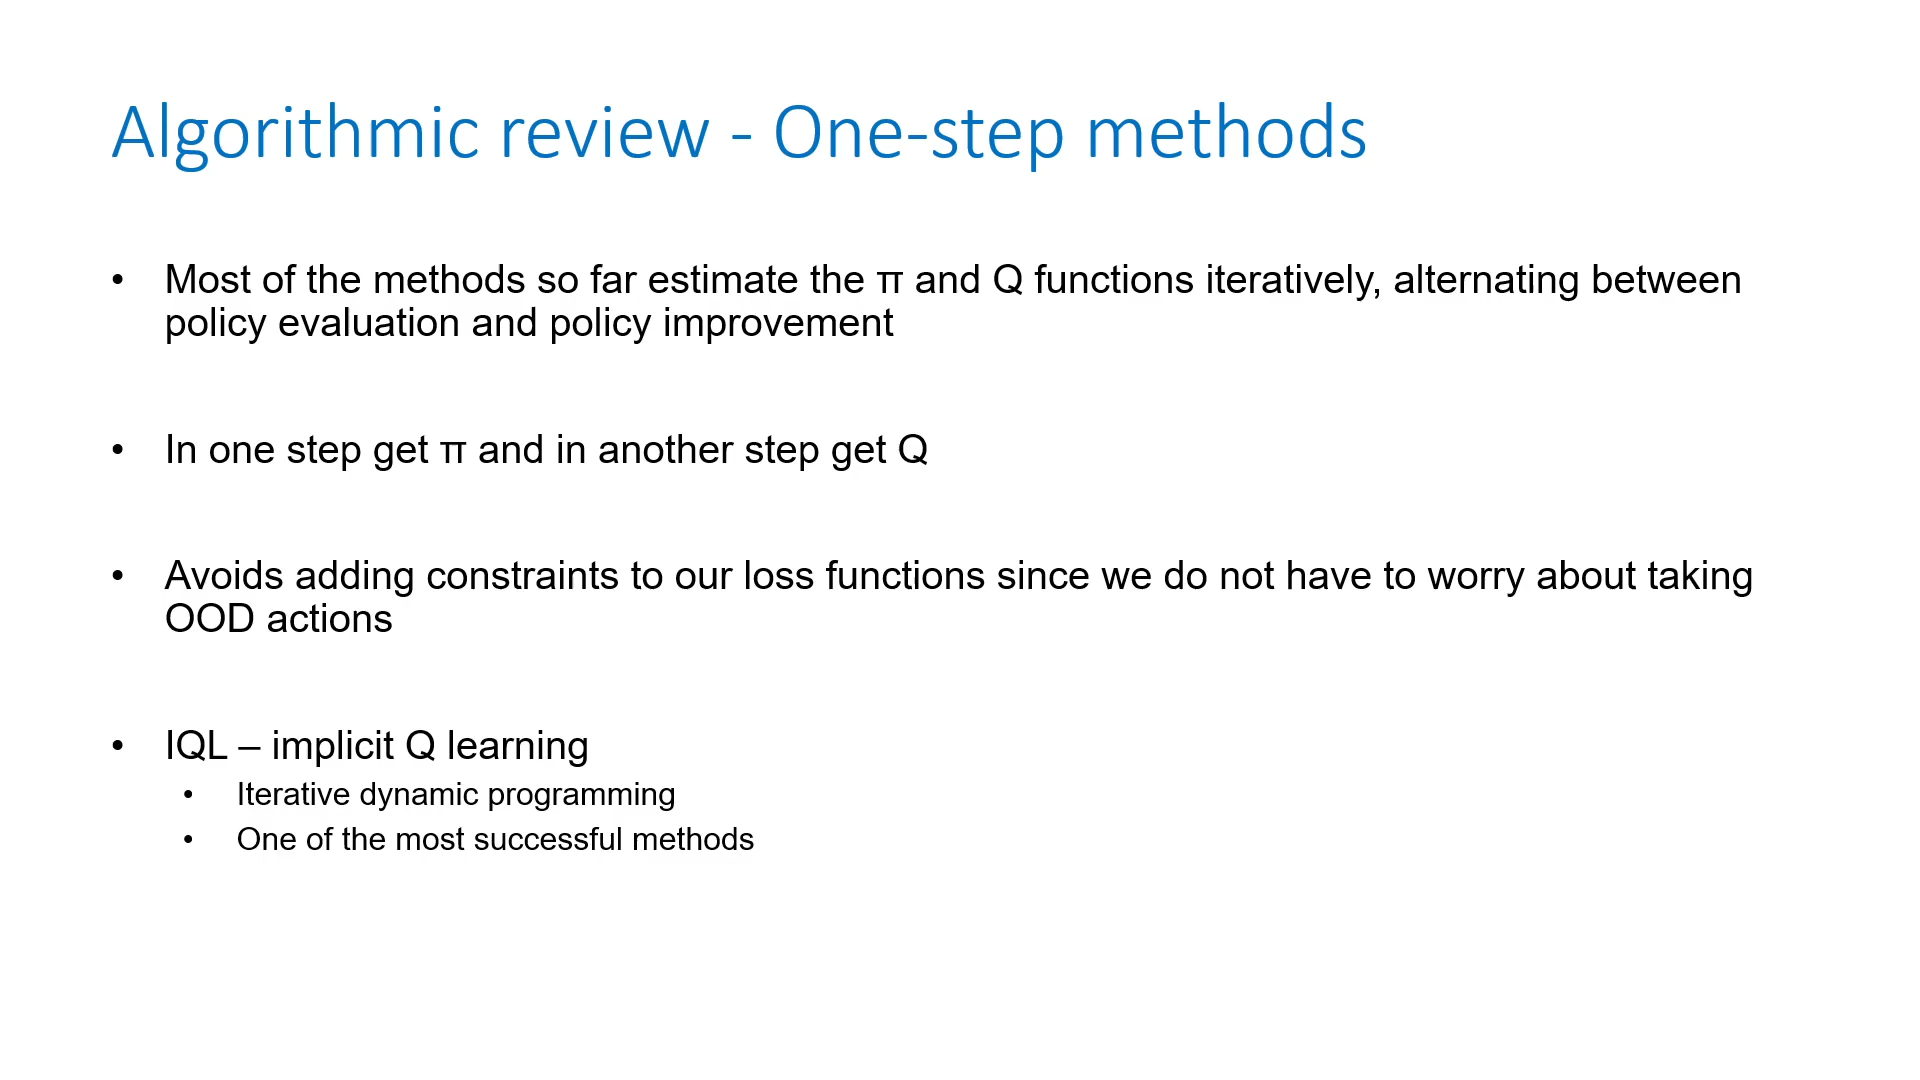 Algorithmic review - One-step methods
• Most of the methods so far estimate the π and Q functions iteratively, alternating between
policy evaluation and policy improvement
• In one step get π and in another step get Q
• Avoids adding constraints to our loss functions since we do not have to worry about taking
OOD actions
• IQL – implicit Q learning
• Iterative dynamic programming
• One of the most successful methods